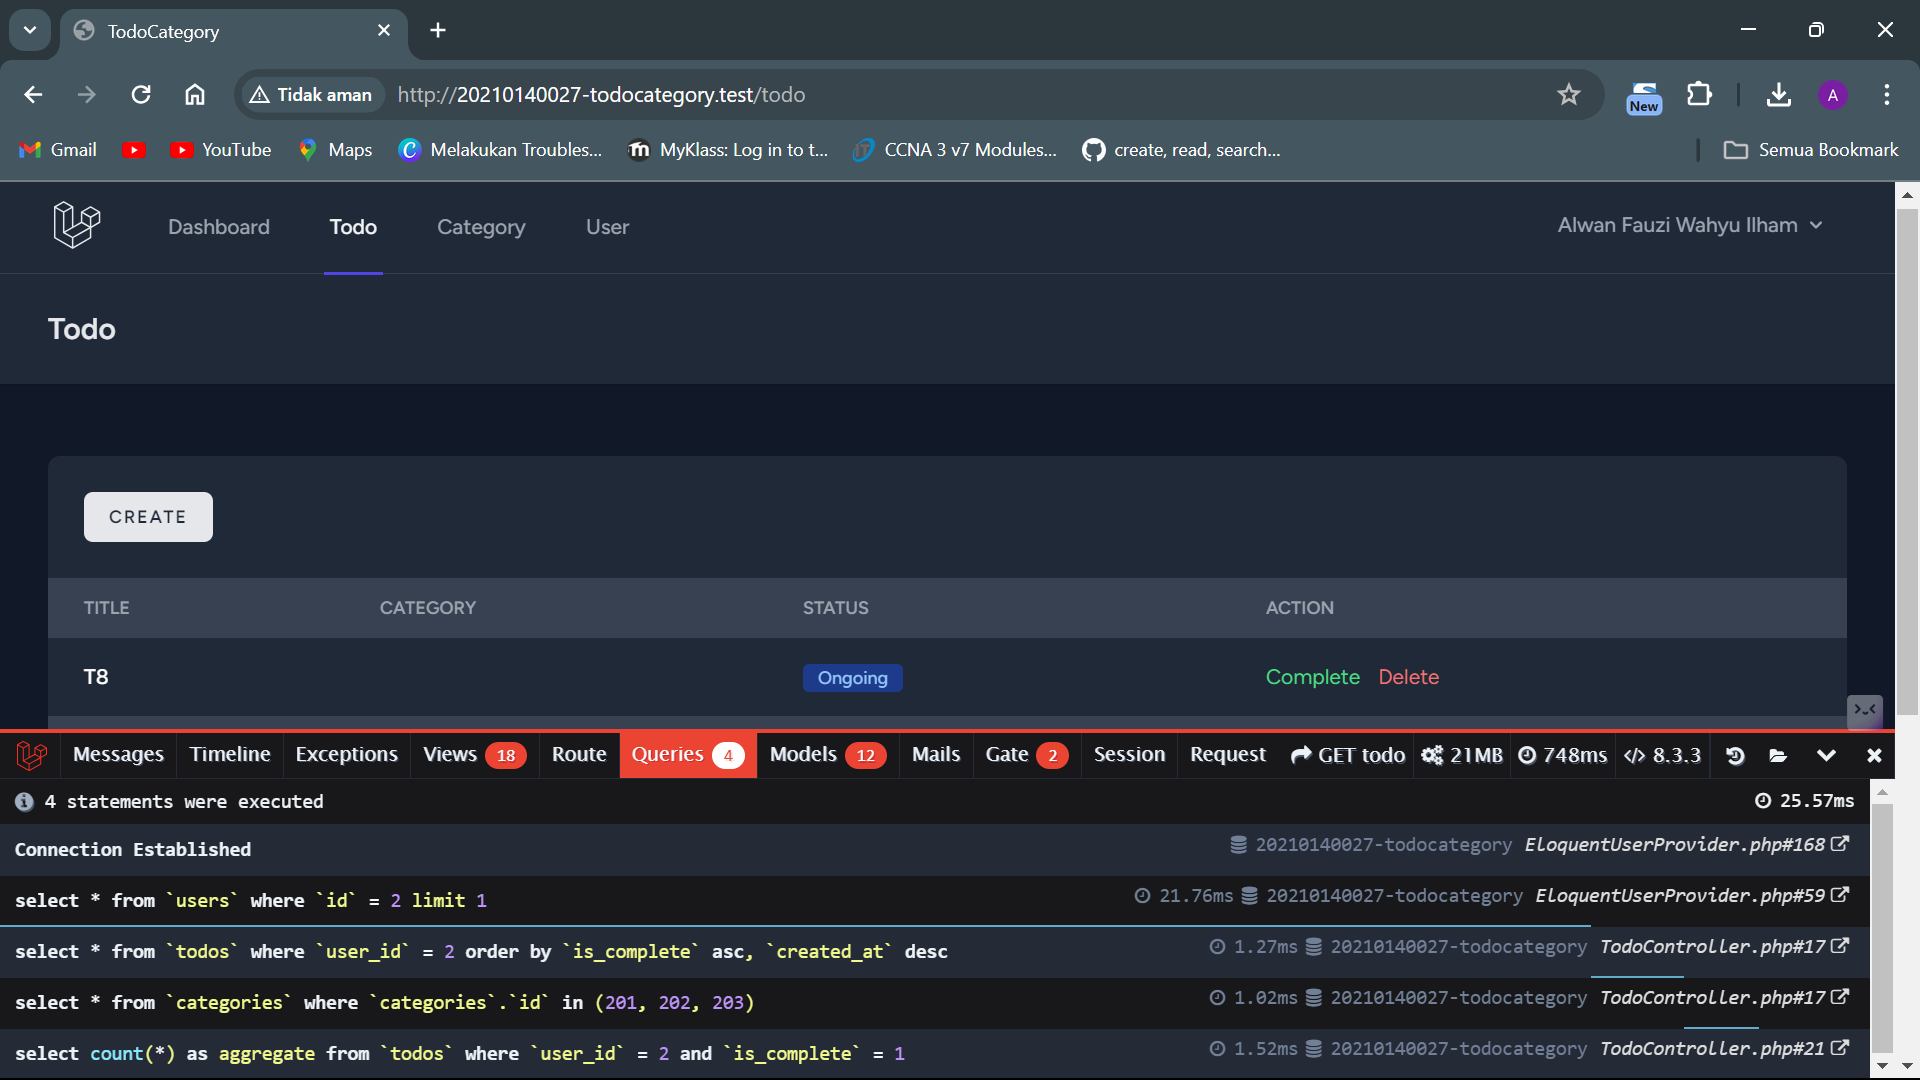 TodoCategory
Tidak aman http://20210140027-todocategory.test/todo New A
Gmail YouTube Maps Melakukan Troubles... MyKlass: Log in to t... CCNA 3 v7 Modules... create, read, search... Semua Bookmark
Dashboard Todo Category User Alwan Fauzi Wahyu Ilham
Todo
CREATE
TITLE CATEGORY STATUS ACTION
T8 Ongoing Complete Delete
Messages Timeline Exceptions Views 18 Route Queries 4 Models 12 Mails Gate 2 Session Request GET todo 21MB 748ms 8.3.3
4 statements were executed 25.57ms
Connection Established 20210140027-todocategory EloquentUserProvider.php#168
select * from `users` where `id` = 2 limit 1 21.76ms 20210140027-todocategory EloquentUserProvider.php#59
select * from `todos` where `user_id` = 2 order by `is_complete` asc, `created_at` desc 1.27ms 20210140027-todocategory TodoController.php#17
select * from `categories` where `categories`.`id` in (201, 202, 203) 1.02ms 20210140027-todocategory TodoController.php#17
select count(*) as aggregate from `todos` where `user_id` = 2 and `is_complete` = 1 1.52ms 20210140027-todocategory TodoController.php#21